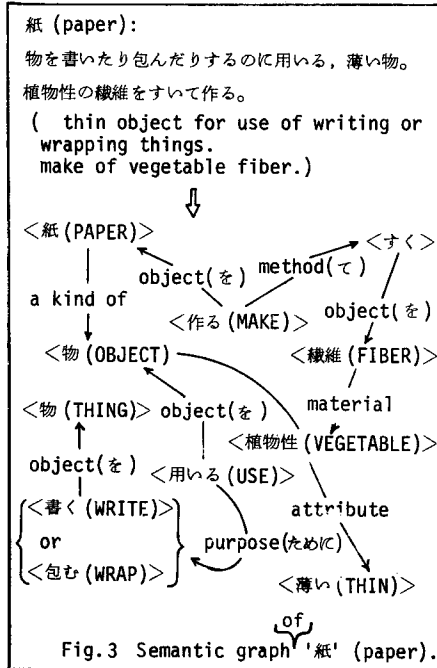 紙 (paper):
物を書いたり包んだりするのに用いる, 薄い物。
植物性の繊維をすいて作る。
( thin object for use of writing or
wrapping things.
make of vegetable fiber.)
<紙(PAPER)>
<すく>
object(を)
method(て)
a kind of
<作る(MAKE)>
object(を)
<物(OBJECT)
<繊維(FIBER)>
<物(THING)>
object(を)
material
<植物性(VEGETABLE)>
object(を)
<用いる(USE)>
<書く(WRITE)>
attribute
or
purpose(ために)
<包む(WRAP)>
<薄い(THIN)>
of
Fig.3 Semantic graph '紙' (paper).